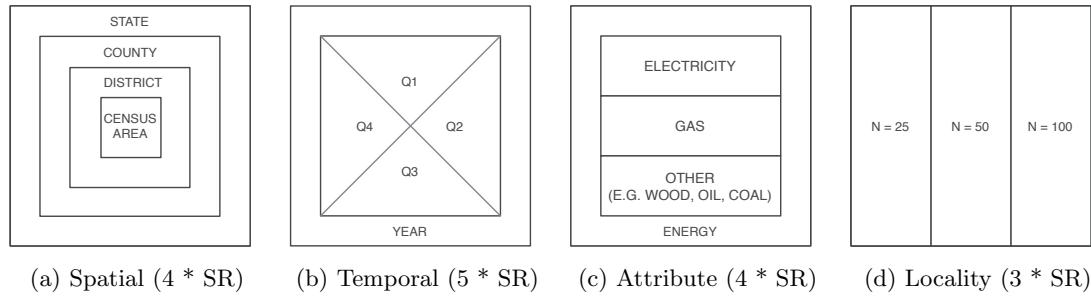 STATE
COUNTY
DISTRICT
CENSUS
AREA
(a) Spatial (4 * SR)
Q1
Q4
Q2
Q3
YEAR
(b) Temporal (5 * SR)
ELECTRICITY
GAS
OTHER
(E.G. WOOD, OIL, COAL)
ENERGY
(c) Attribute (4 * SR)
N = 25
N = 50
N = 100
(d) Locality (3 * SR)